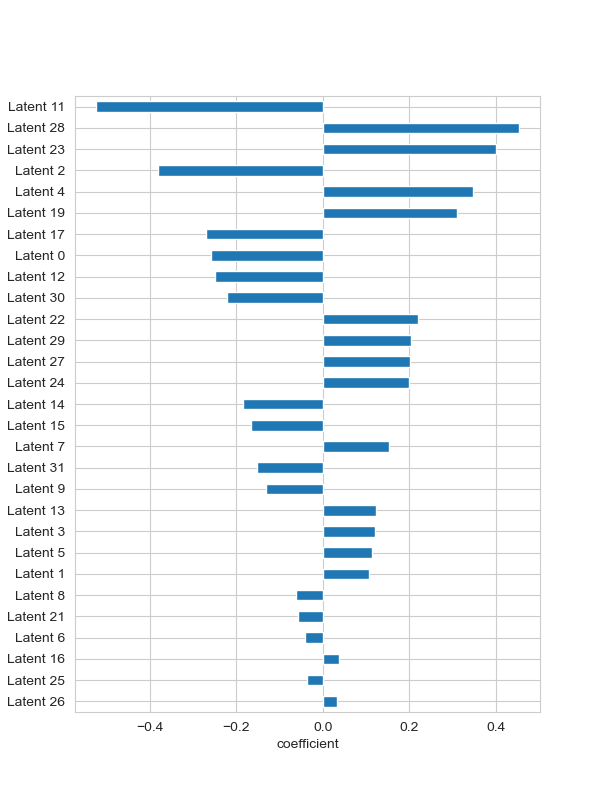 Latent 11
Latent 28
Latent 23
Latent 2
Latent 4
Latent 19
Latent 17
Latent 0
Latent 12
Latent 30
Latent 22
Latent 29
Latent 27
Latent 24
Latent 14
Latent 15
Latent 7
Latent 31
Latent 9
Latent 13
Latent 3
Latent 5
Latent 1
Latent 8
Latent 21
Latent 6
Latent 16
Latent 25
Latent 26
−0.4 −0.2 0.0 0.2 0.4
coefficient